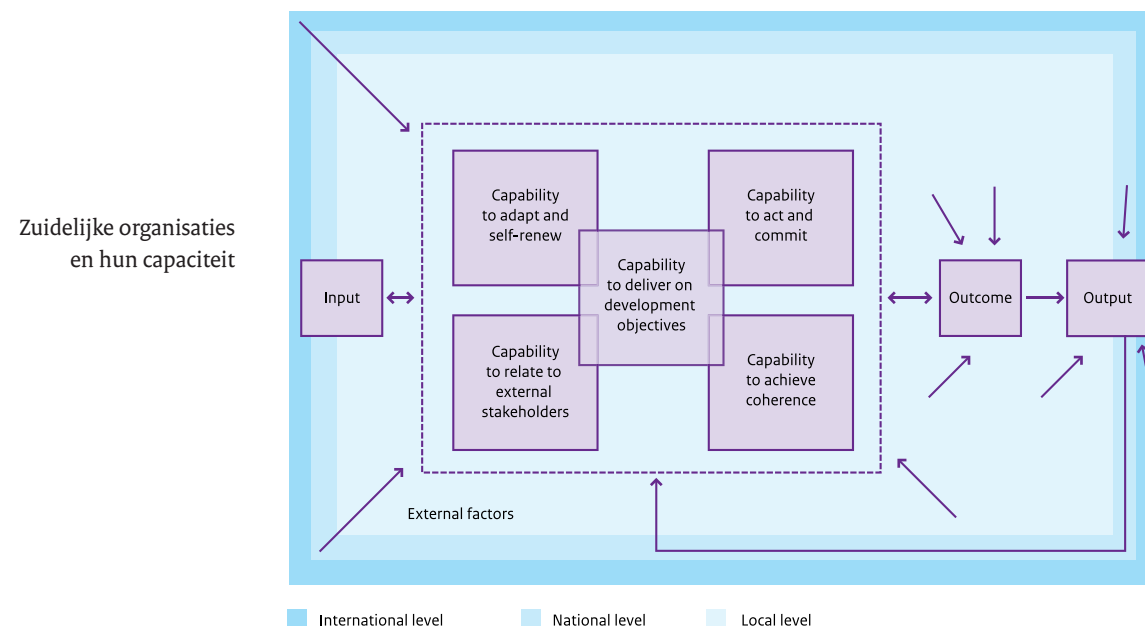 Zuidelijke organisaties
en hun capaciteit
Input
Capability
to adapt and
self-renew
Capability
to act and
commit
Capability
to deliver on
development
objectives
Capability
to relate to
external
stakeholders
Capability
to achieve
coherence
Outcome
Output
External factors
International level
National level
Local level